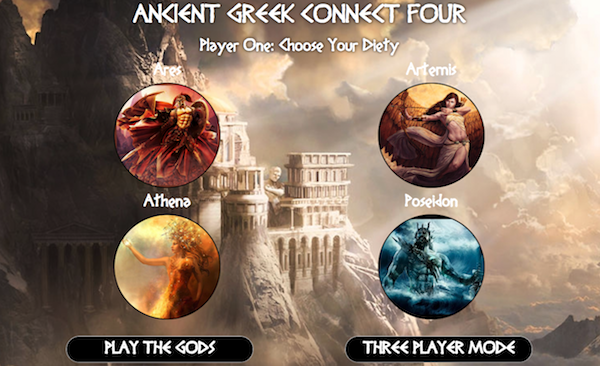 ANCIENT GREEK CONNECT FOUR
Player One: Choose Your Diety
Ares
Artemis
Athena
Poseidon
PLAY THE GODS
THREE PLAYER MODE